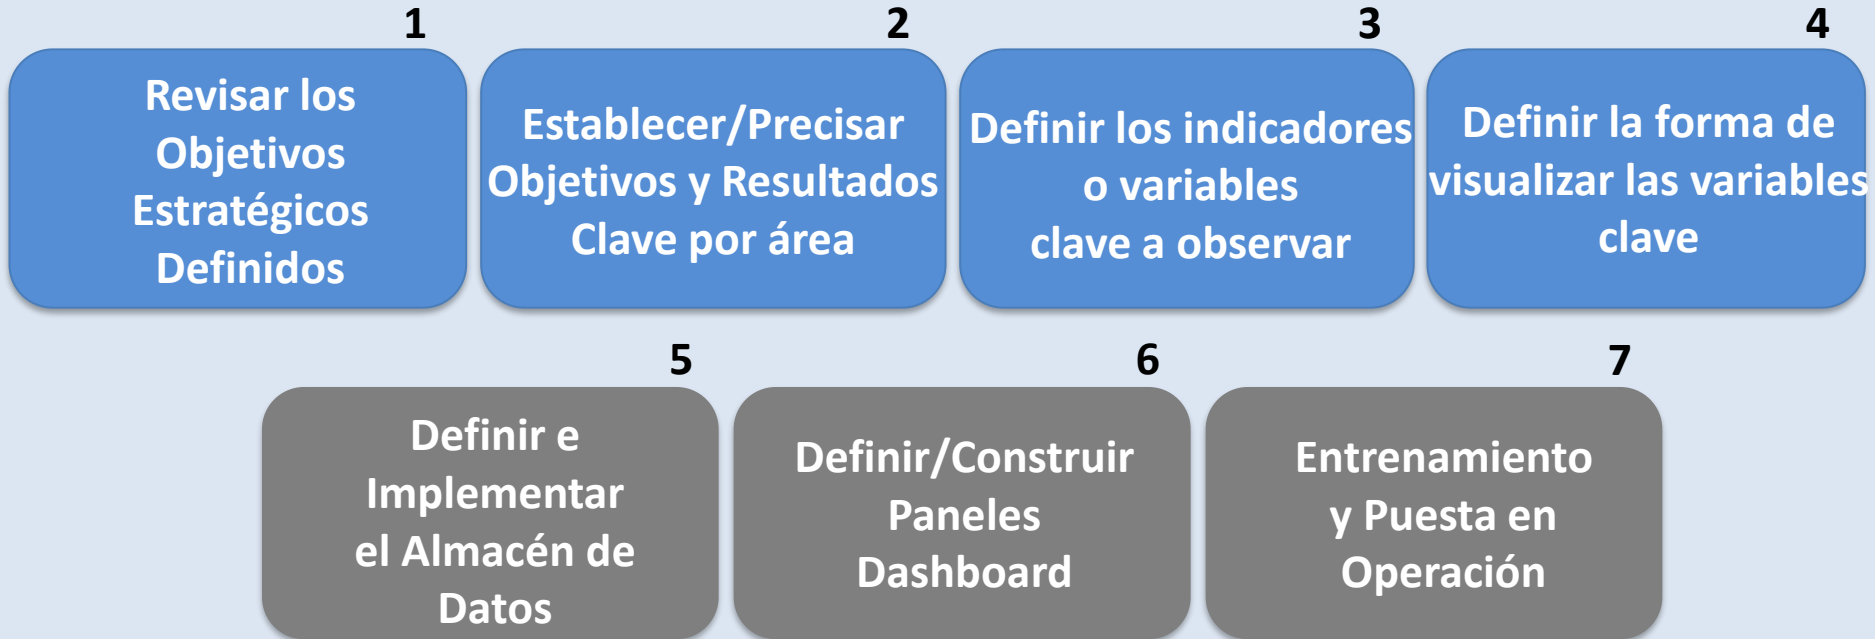 1
Revisar los
Objetivos
Estratégicos
Definidos
2
Establecer/Precisar
Objetivos y Resultados
Clave por área
3
Definir los indicadores
o variables
clave a observar
4
Definir la forma de
visualizar las variables
clave
5
Definir e
Implementar
el Almacén de
Datos
6
Definir/Construir
Paneles
Dashboard
7
Entrenamiento
y Puesta en
Operación